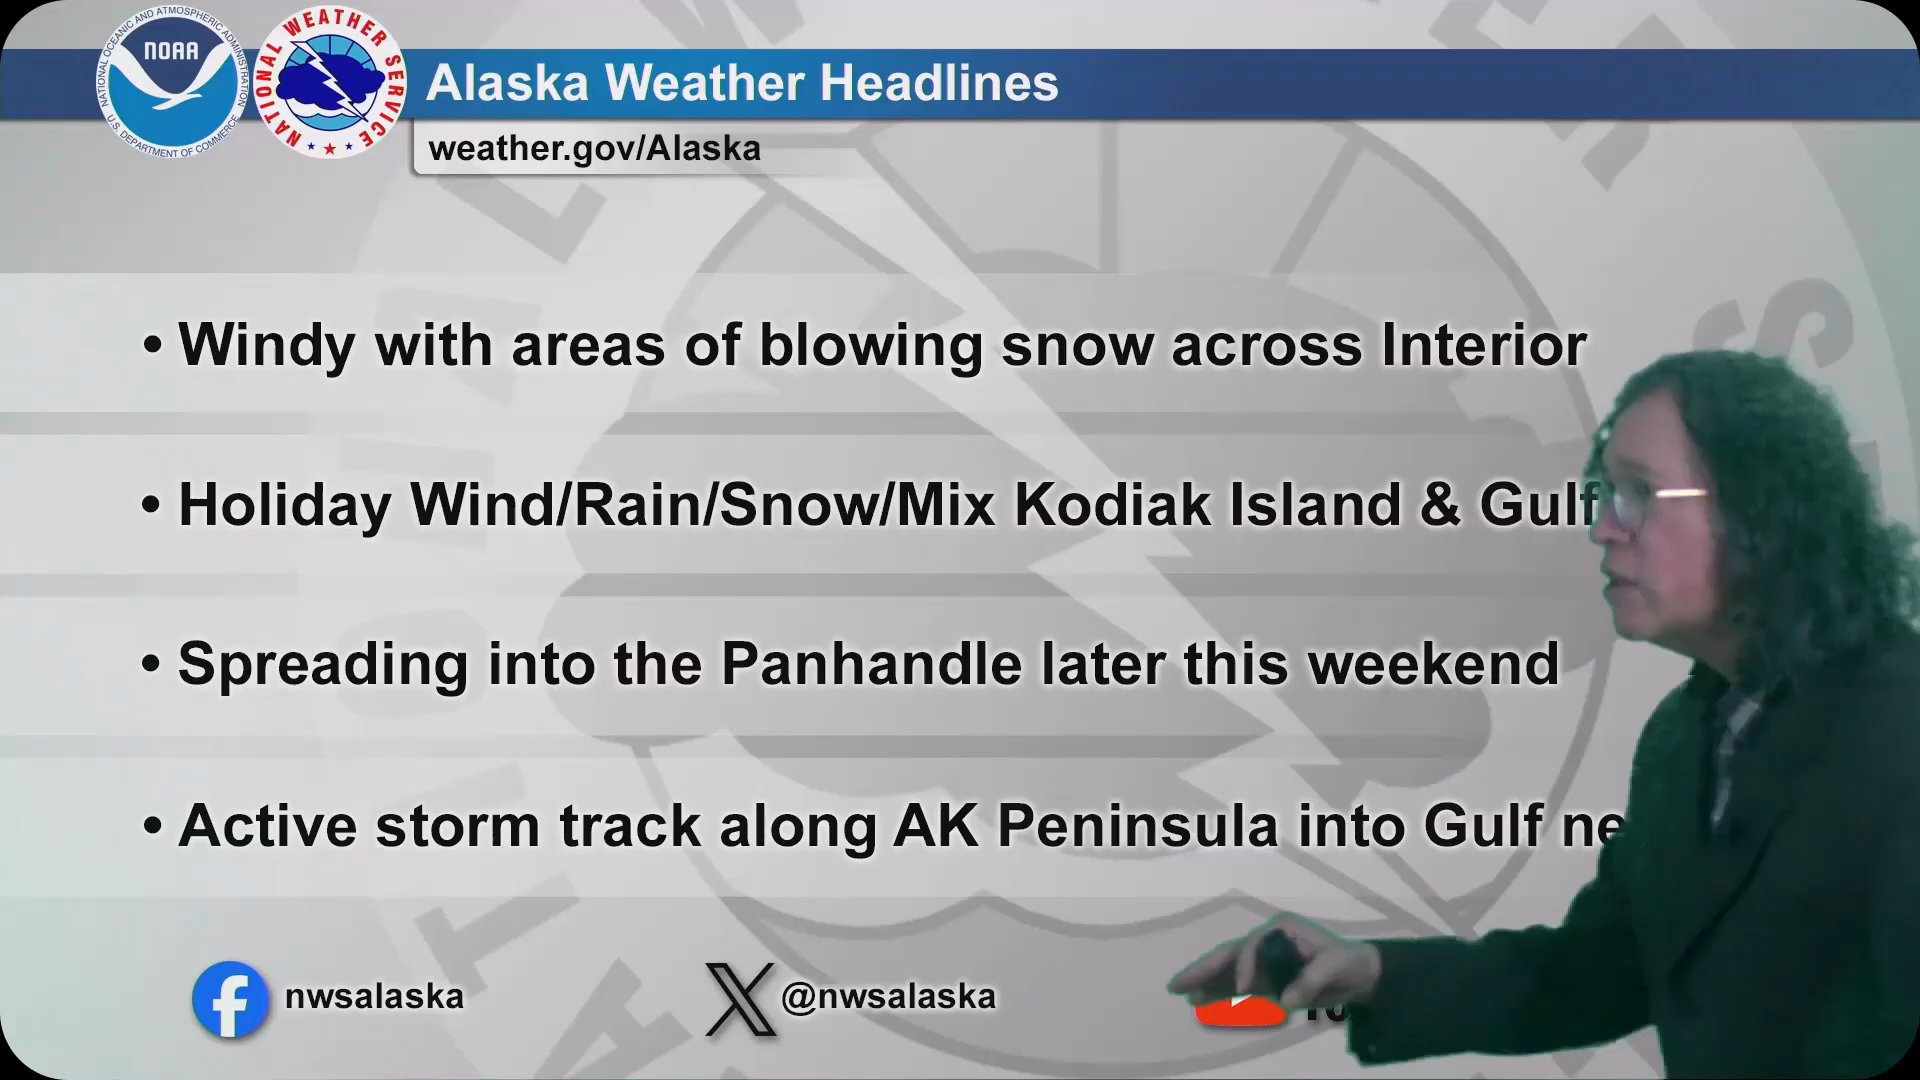 NATIONAL OCEANIC AND ATMOSPHERIC ADMINISTRATION
NOAA
U.S. DEPARTMENT OF COMMERCE
NATIONAL WEATHER SERVICE
Alaska Weather Headlines
weather.gov/Alaska
• Windy with areas of blowing snow across Interior
• Holiday Wind/Rain/Snow/Mix Kodiak Island & Gulf
• Spreading into the Panhandle later this weekend
• Active storm track along AK Peninsula into Gulf
nwsalaska
@nwsalaska